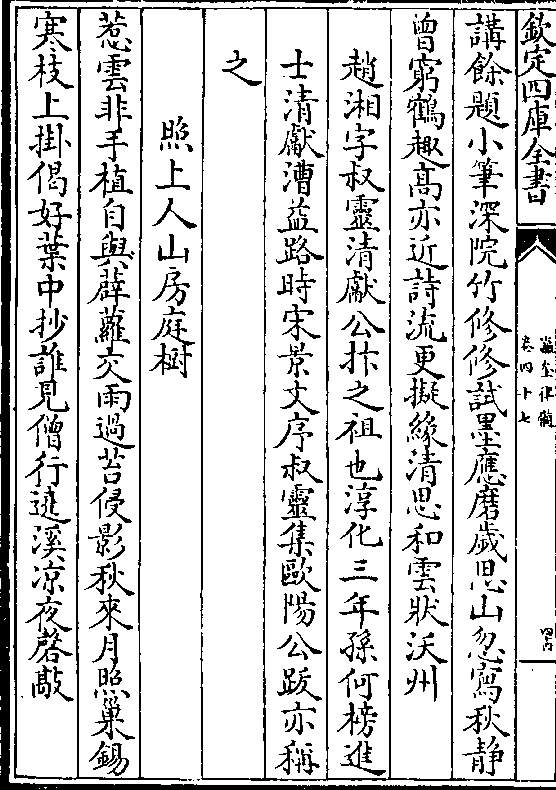 欽定四庫全書
瀛奎律髓
卷四十七
講餘題小筆深院竹修修試墨應磨歲思山忽寫秋靜
曾窮鶴趣高亦近詩流更擬緣清思和雲狀沃州
趙湘字叔靈清獻公抃之祖也淳化三年孫何榜進
士清獻漕益路時宋景文序叔靈集歐陽公跋亦稱
之
照上人山房庭樹
惹雲非手植自與薜蘿交雨過苔侵影秋來月照巢錫
寒枝上掛偈好葉中抄誰見僧行遶溪凉夜磬敲